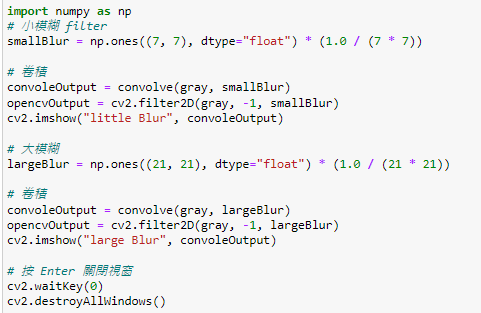 import numpy as np
# 小模糊 filter
smallBlur = np.ones((7, 7), dtype="float") * (1.0 / (7 * 7))
# 卷積
convoleOutput = convolve(gray, smallBlur)
opencvOutput = cv2.filter2D(gray, -1, smallBlur)
cv2.imshow("little Blur", convoleOutput)
# 大模糊
largeBlur = np.ones((21, 21), dtype="float") * (1.0 / (21 * 21))
# 卷積
convoleOutput = convolve(gray, largeBlur)
opencvOutput = cv2.filter2D(gray, -1, largeBlur)
cv2.imshow("large Blur", convoleOutput)
# 按 Enter 關閉視窗
cv2.waitKey(0)
cv2.destroyAllWindows()